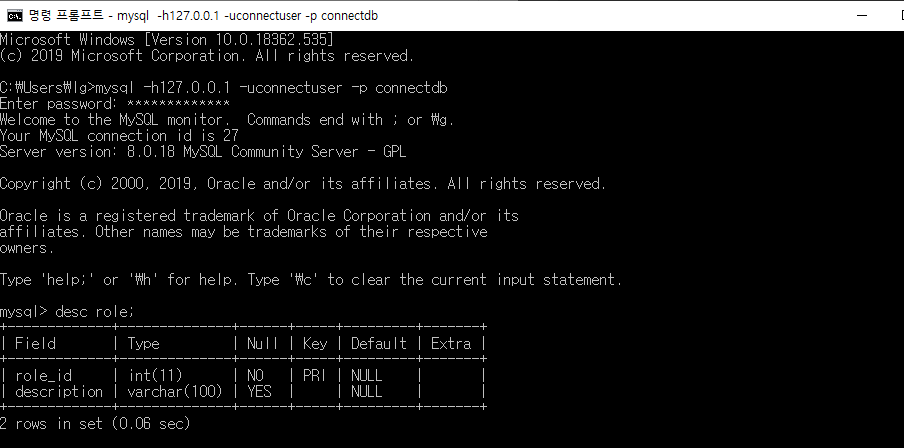 명령 프롬프트 - mysql  -h127.0.0.1 -uconnectuser -p connectdb
Microsoft Windows [Version 10.0.18362.535]
(c) 2019 Microsoft Corporation. All rights reserved.
C:₩Users₩lg>mysql -h127.0.0.1 -uconnectuser -p connectdb
Enter password: *************
Welcome to the MySQL monitor.  Commands end with ; or ₩g.
Your MySQL connection id is 27
Server version: 8.0.18 MySQL Community Server - GPL
Copyright (c) 2000, 2019, Oracle and/or its affiliates. All rights reserved.
Oracle is a registered trademark of Oracle Corporation and/or its
affiliates. Other names may be trademarks of their respective
owners.
Type 'help;' or '₩h' for help. Type '₩c' to clear the current input statement.
mysql> desc role;
+-------------+--------------+------+-----+---------+-------+
| Field       | Type         | Null | Key | Default | Extra |
+-------------+--------------+------+-----+---------+-------+
| role_id     | int(11)      | NO   | PRI | NULL    |       |
| description | varchar(100) | YES  |     | NULL    |       |
+-------------+--------------+------+-----+---------+-------+
2 rows in set (0.06 sec)